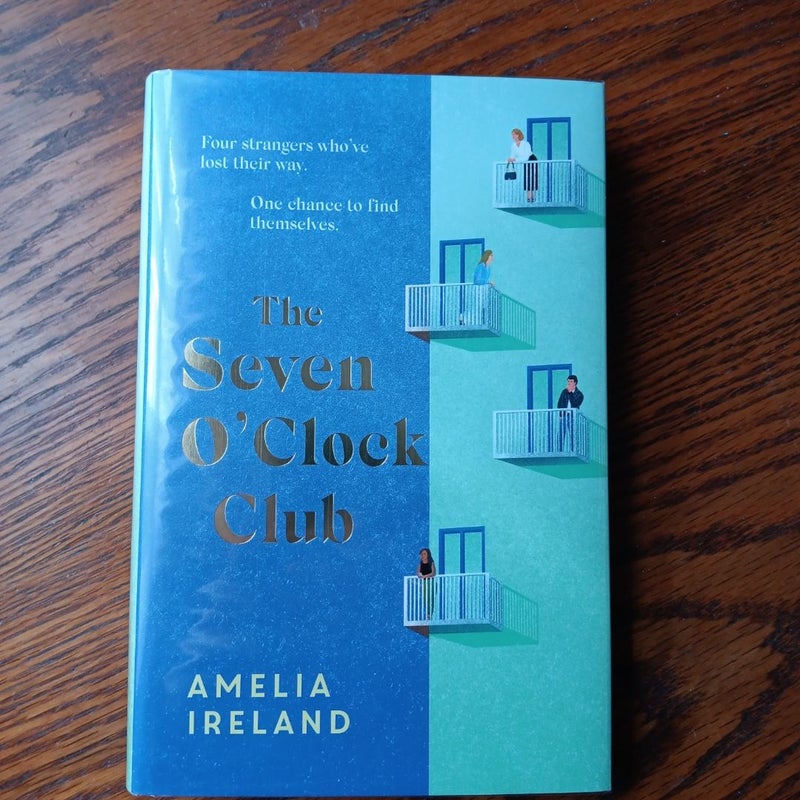 Four strangers who've
lost their way.
One chance to find
themselves.
The
Seven
O'Clock
Club
AMELIA
IRELAND